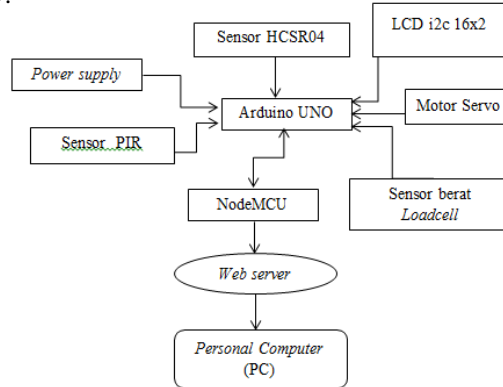 Sensor HCSR04
LCD i2c 16x2
Power supply
Arduino UNO
Motor Servo
Sensor PIR
NodeMCU
Sensor berat
Loadcell
Web server
Personal Computer
(PC)